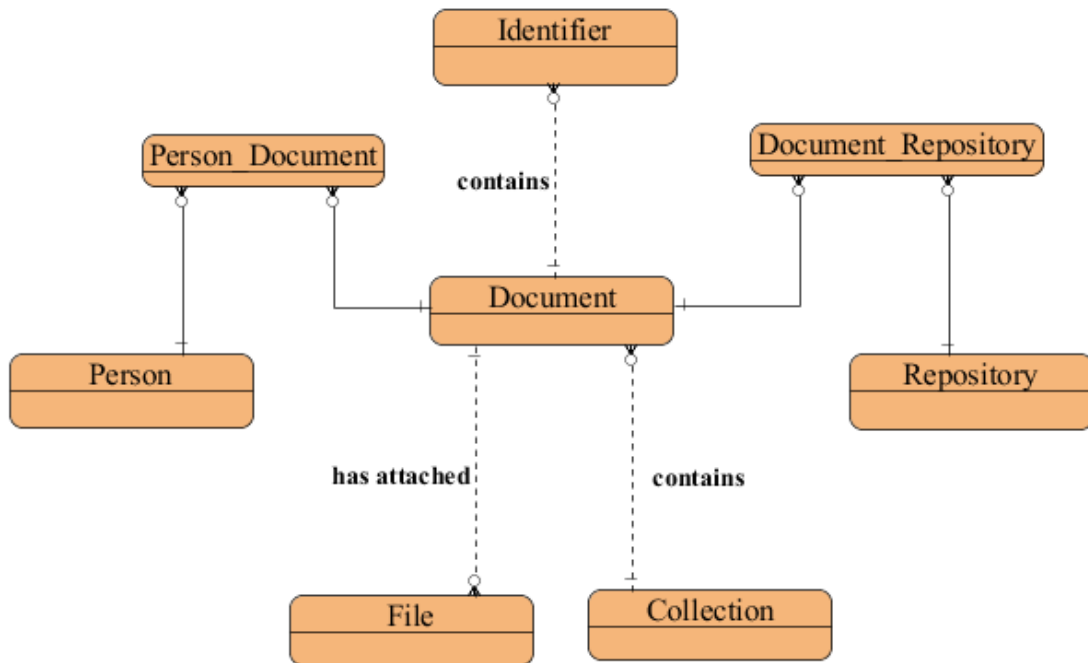 Identifier
Person_Document
Document_Repository
contains
Document
Person
Repository
has attached
contains
File
Collection